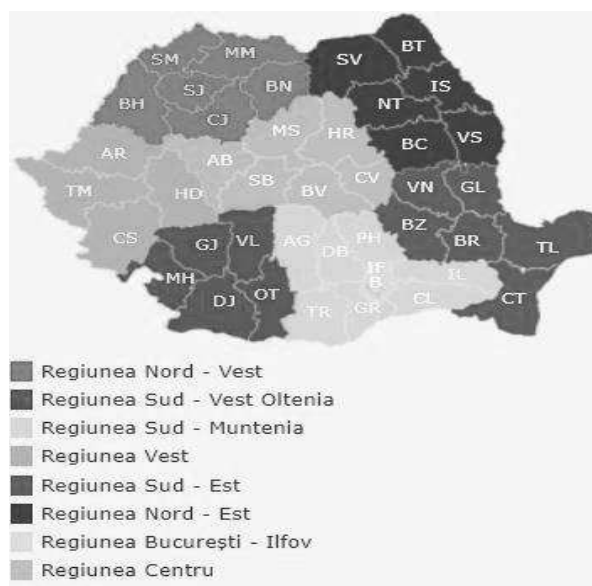 BT
SV
MM
SM
IS
SJ
BN
BH
NT
CJ
MS
HR
BC
VS
AR
AB
CV
SB
BV
TM
HD
VN
GL
BZ
CS
GJ
VL
AG
PH
DB
BR
TL
IF
B
IL
MH
OT
DJ
CL
CT
GR
TR
Regiunea Nord - Vest
Regiunea Sud - Vest Oltenia
Regiunea Sud - Muntenia
Regiunea Vest
Regiunea Sud - Est
Regiunea Nord - Est
Regiunea București - Ilfov
Regiunea Centru